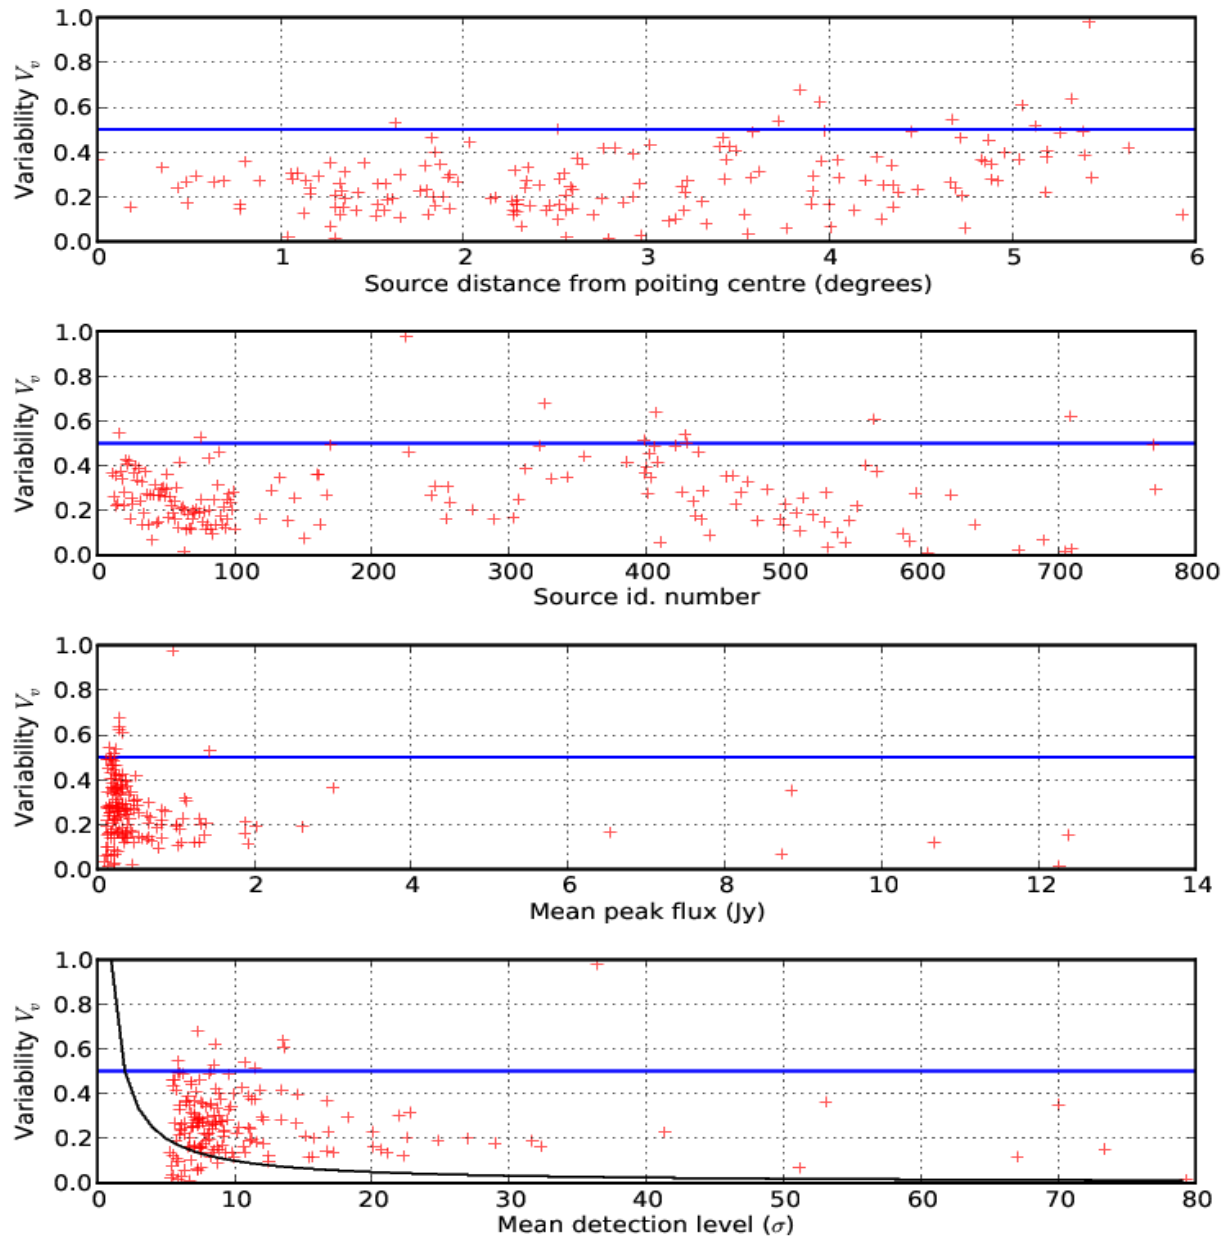 1.0
0.8
0.6
0.4
0.2
0.0
Variability Vv
1 2 3 4 5 6
Source distance from poiting centre (degrees)
1.0
0.8
0.6
0.4
0.2
0.0
Variability Vv
0 100 200 300 400 500 600 700 800
Source id. number
1.0
0.8
0.6
0.4
0.2
0.0
Variability Vv
0 2 4 6 8 10 12 14
Mean peak flux (Jy)
1.0
0.8
0.6
0.4
0.2
0.0
Variability Vv
0 10 20 30 40 50 60 70 80
Mean detection level (σ)